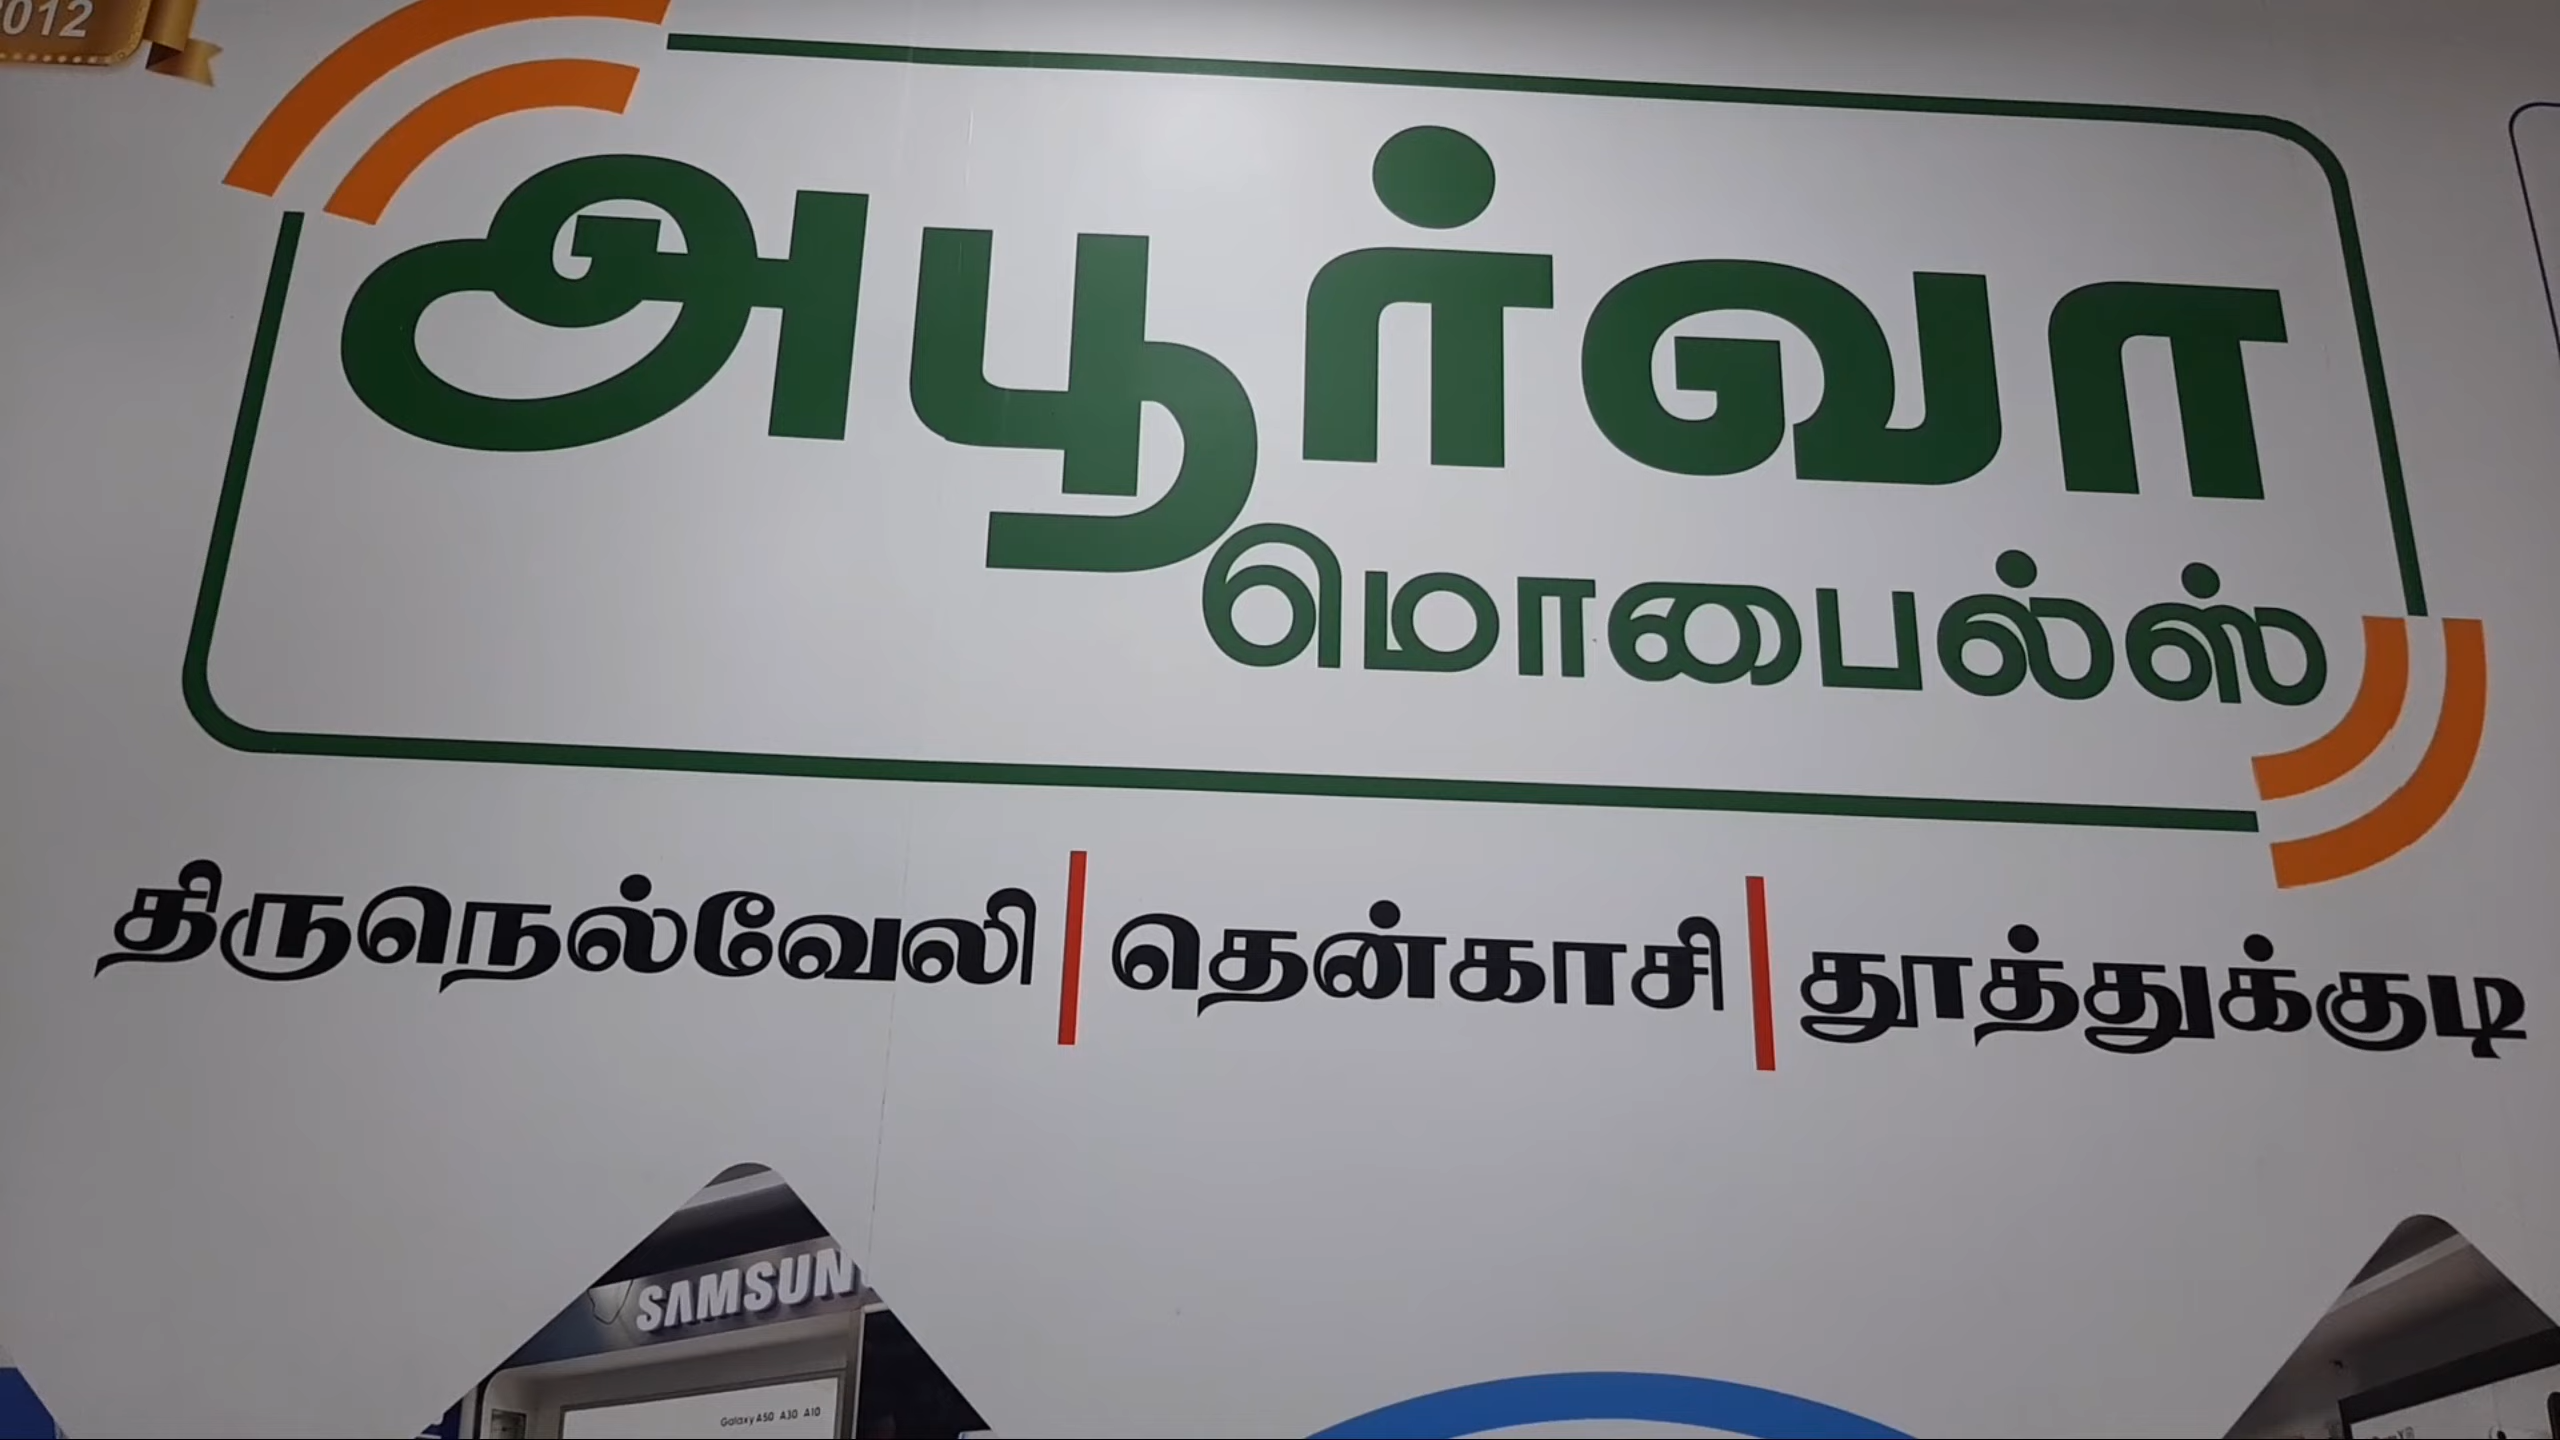 2012
அபூர்வா
மொபைல்ஸ்
திருநெல்வேலி | தென்காசி | தூத்துக்குடி
SAMSUN
Galaxy A50 A30 A10